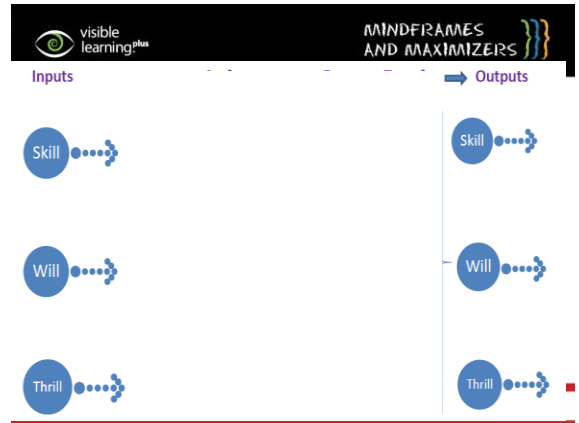 visible
learning.plus
MINDFRAMES
AND MAXIMIZERS
Inputs
Outputs
Skill
Skill
Will
Will
Thrill
Thrill